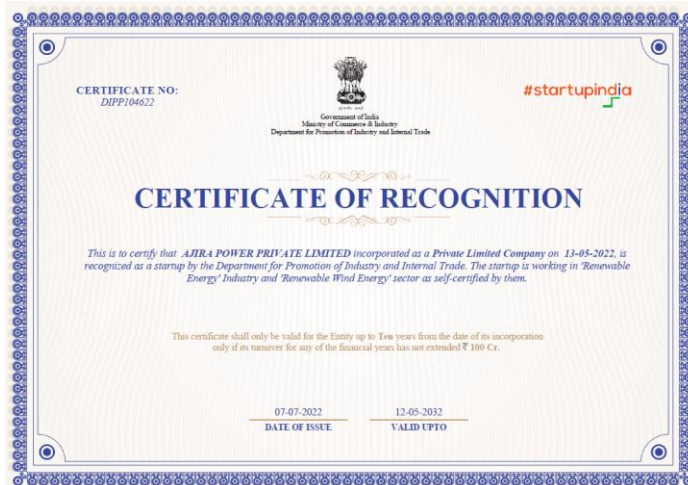 CERTIFICATE NO:
DIPP104622
#startupindia
Government of India
Ministry of Commerce & Industry
Department for Promotion of Industry and Internal Trade
CERTIFICATE OF RECOGNITION
This is to certify that AJIRA POWER PRIVATE LIMITED incorporated as a Private Limited Company on 13-05-2022, is
recognized as a startup by the Department for Promotion of Industry and Internal Trade. The startup is working in 'Renewable
Energy' Industry and 'Renewable Wind Energy' sector as self-certified by them.
This certificate shall only be valid for the Entity up to Ten years from the date of its incorporation
only if its turnover for any of the financial years has not extended ₹ 100 Cr.
07-07-2022 12-05-2032
DATE OF ISSUE VALID UPTO